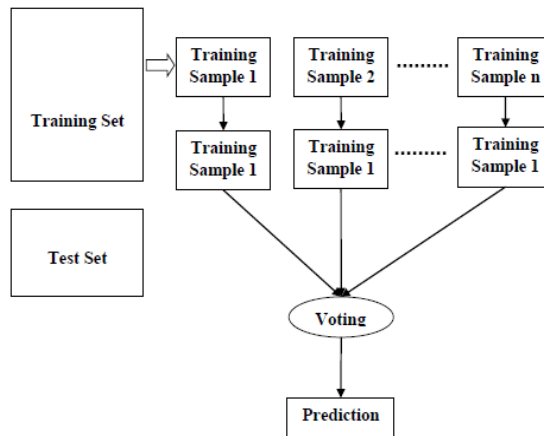 Training Set
Training
Sample 1
Training
Sample 2
.........
Training
Sample n
Training
Sample 1
Training
Sample 1
.........
Training
Sample 1
Test Set
Voting
Prediction